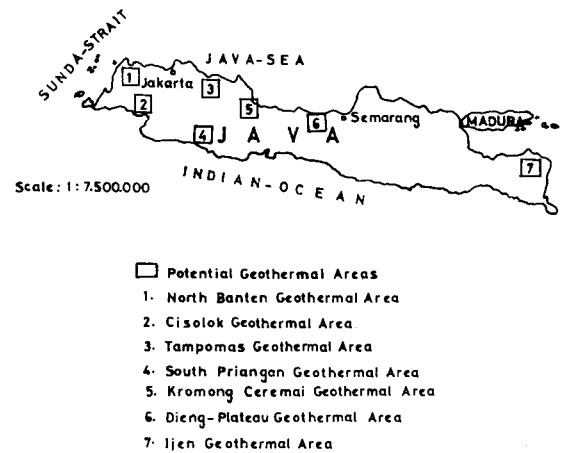 SUNDA-STRAIT
JAVA-SEA
1
Jakarta
3
2
5
6
Semarang
MADURA
4
JAVA
7
Scale: 1:7.500.000
INDIAN-OCEAN
Potential Geothermal Areas
1. North Banten Geothermal Area
2. Cisolok Geothermal Area
3. Tampomas Geothermal Area
4. South Priangan Geothermal Area
5. Kromong Ceremai Geothermal Area
6. Dieng-Plateau Geothermal Area
7. Ijen Geothermal Area